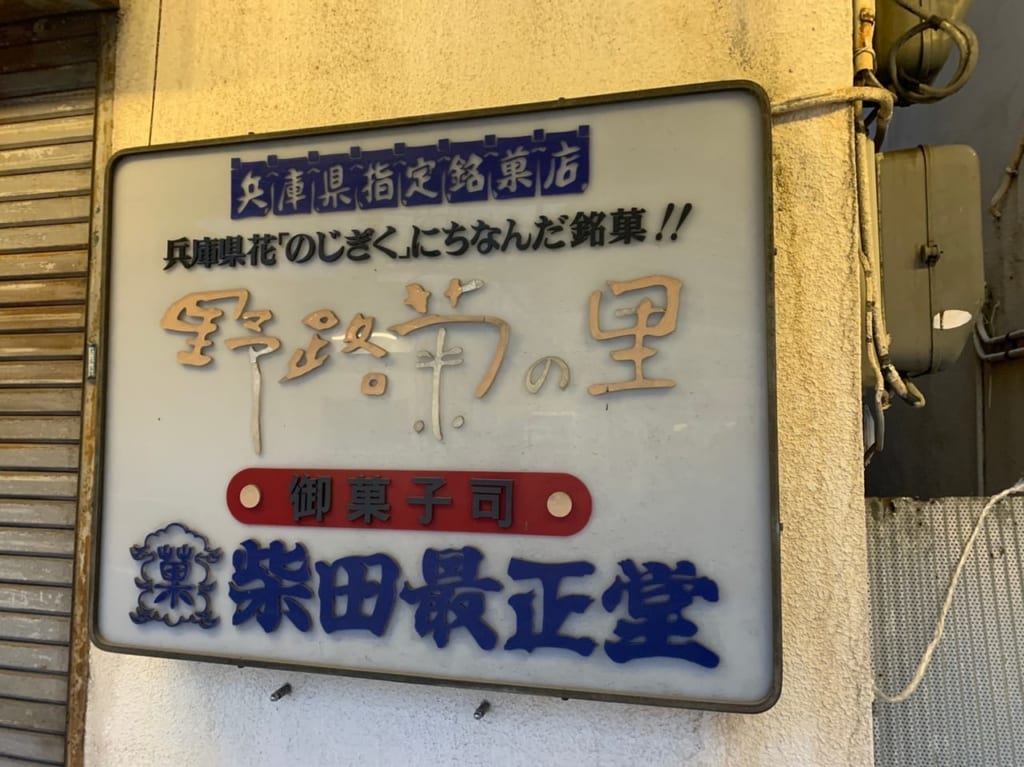 兵庫県指定銘菓店
兵庫県花「のじぎく」にちなんだ銘菓!!
野路菊の里
御菓子司
菓 柴田最正堂